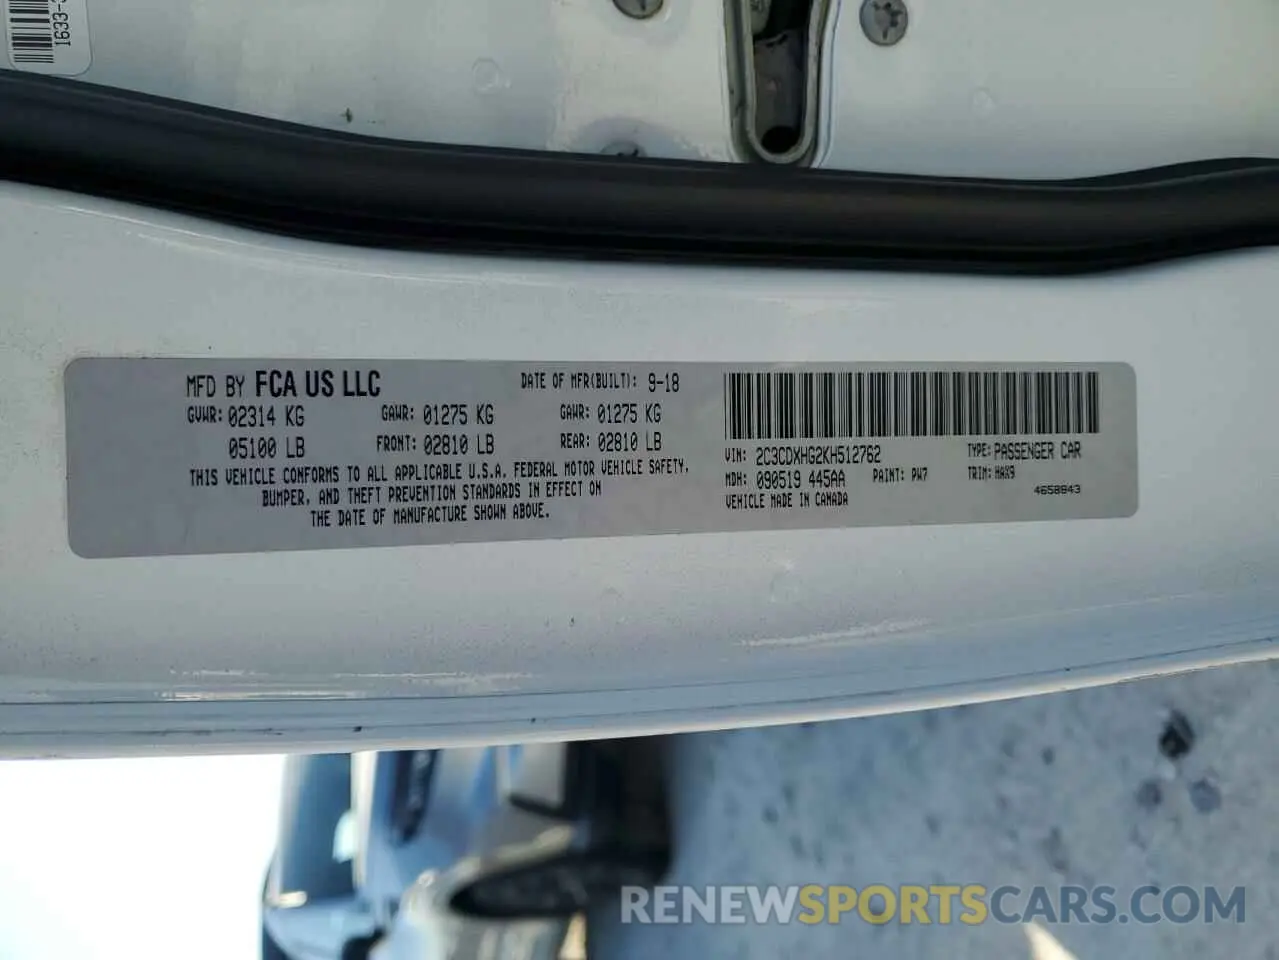 1633-
MFD BY FCA US LLC
DATE OF MFR(BUILT): 9-18
GVWR: 02314 KG GAWR: 01275 KG GAWR: 01275 KG
05100 LB FRONT: 02810 LB REAR: 02810 LB
THIS VEHICLE CONFORMS TO ALL APPLICABLE U.S.A. FEDERAL MOTOR VEHICLE SAFETY,
BUMPER, AND THEFT PREVENTION STANDARDS IN EFFECT ON
THE DATE OF MANUFACTURE SHOWN ABOVE.
VIN: 2C3CDXHG2KH512762 TYPE: PASSENGER CAR
MDH: 090519 445AA PAINT: PW7 TRIM: HAX9
VEHICLE MADE IN CANADA 4658843
RENEWSPORTSCARS.COM